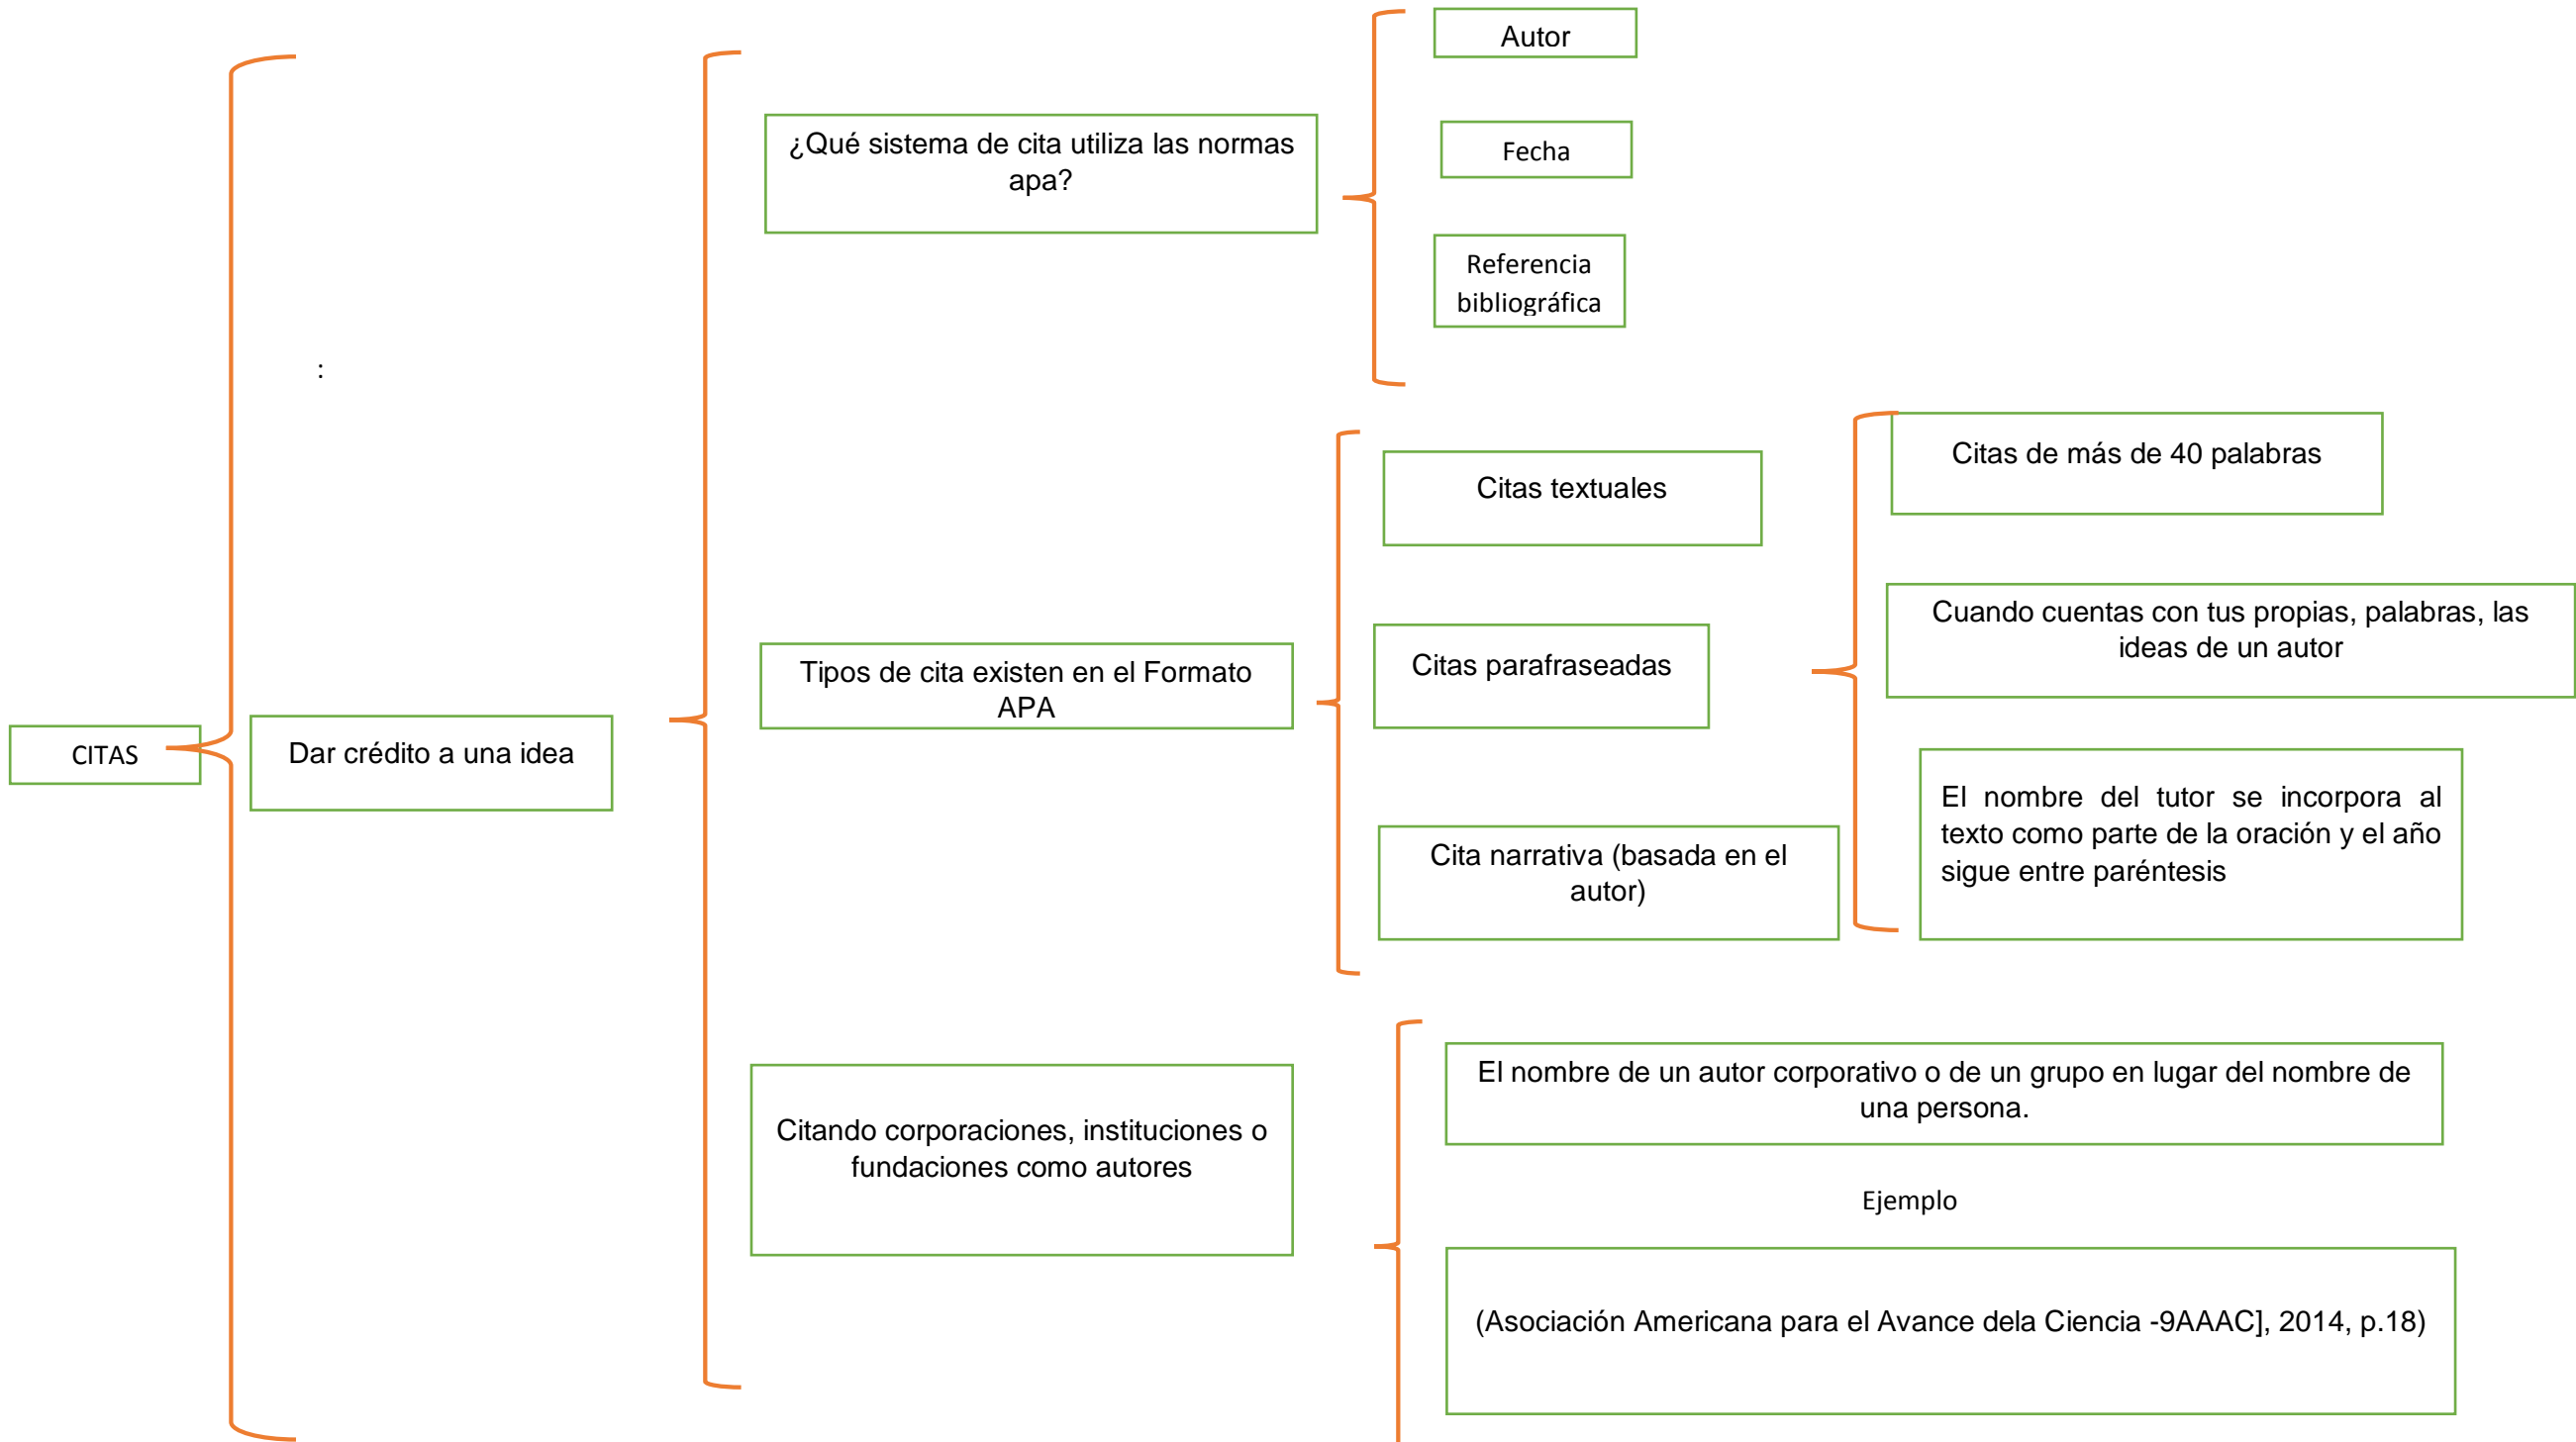 CITAS
:
Dar crédito a una idea
¿Qué sistema de cita utiliza las normas
apa?
Autor
Fecha
Referencia
bibliográfica
Tipos de cita existen en el Formato
APA
Citas textuales
Citas parafraseadas
Cita narrativa (basada en el
autor)
Citas de más de 40 palabras
Cuando cuentas con tus propias, palabras, las
ideas de un autor
El nombre del tutor se incorpora al
texto como parte de la oración y el año
sigue entre paréntesis
Citando corporaciones, instituciones o
fundaciones como autores
El nombre de un autor corporativo o de un grupo en lugar del nombre de
una persona.
Ejemplo
(Asociación Americana para el Avance dela Ciencia -9AAAC], 2014, p.18)